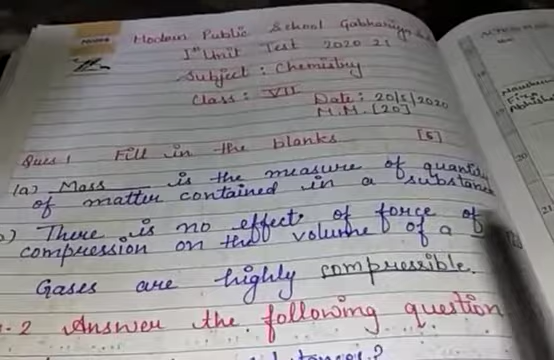 Modern Public School
Ist Unit Test 2020 21
Subject : Chemistry
Class : VII
Date: 20/5/2020
M.M. [20]
Ques 1 Fill in the blanks [5]
(a) Mass is the measure of quantity
of matter contained in a substance
) There is no effect of force of
compression on the volume of a
Gases are highly compressible.
.2 Answer the following question